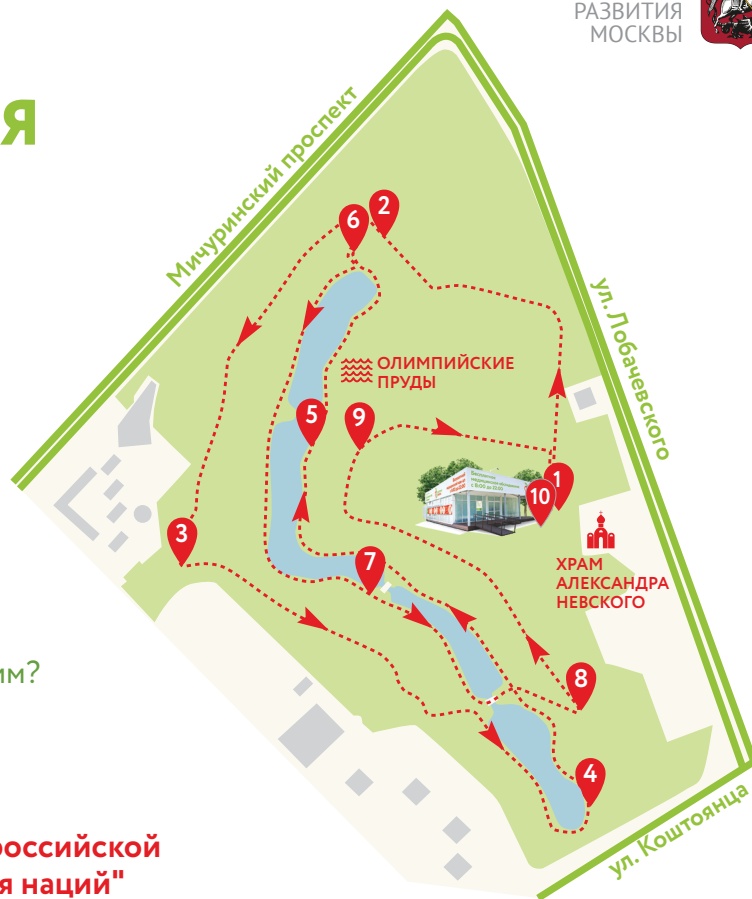 РАЗВИТИЯ
МОСКВЫ
Я
Мичуринский проспект
2
6
ул. Лобачевского
ОЛИМПИЙСКИЕ
ПРУДЫ
5
9
1
10
3
ХРАМ
АЛЕКСАНДРА
НЕВСКОГО
7
им?
8
4
ул. Коштоянца
российской
я наций"